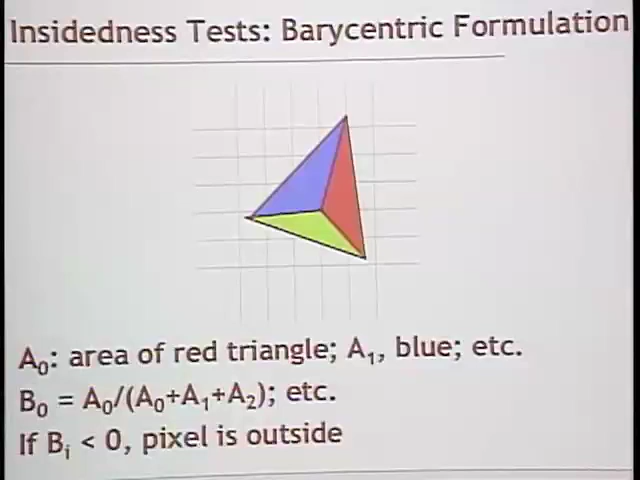 Insidedness Tests: Barycentric Formulation
A₀: area of red triangle; A₁, blue; etc.
B₀ = A₀/(A₀+A₁+A₂); etc.
If Bᵢ < 0, pixel is outside